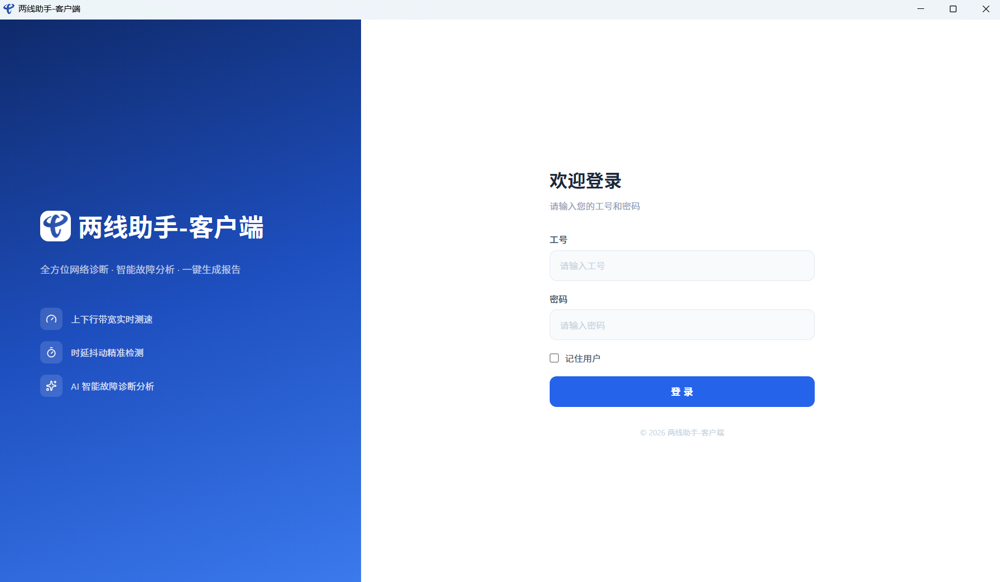 两线助手-客户端
两线助手-客户端
全方位网络诊断 · 智能故障分析 · 一键生成报告
上下行带宽实时测速
时延抖动精准检测
AI 智能故障诊断分析
欢迎登录
请输入您的工号和密码
工号
请输入工号
密码
请输入密码
记住用户
登 录
© 2026 两线助手-客户端